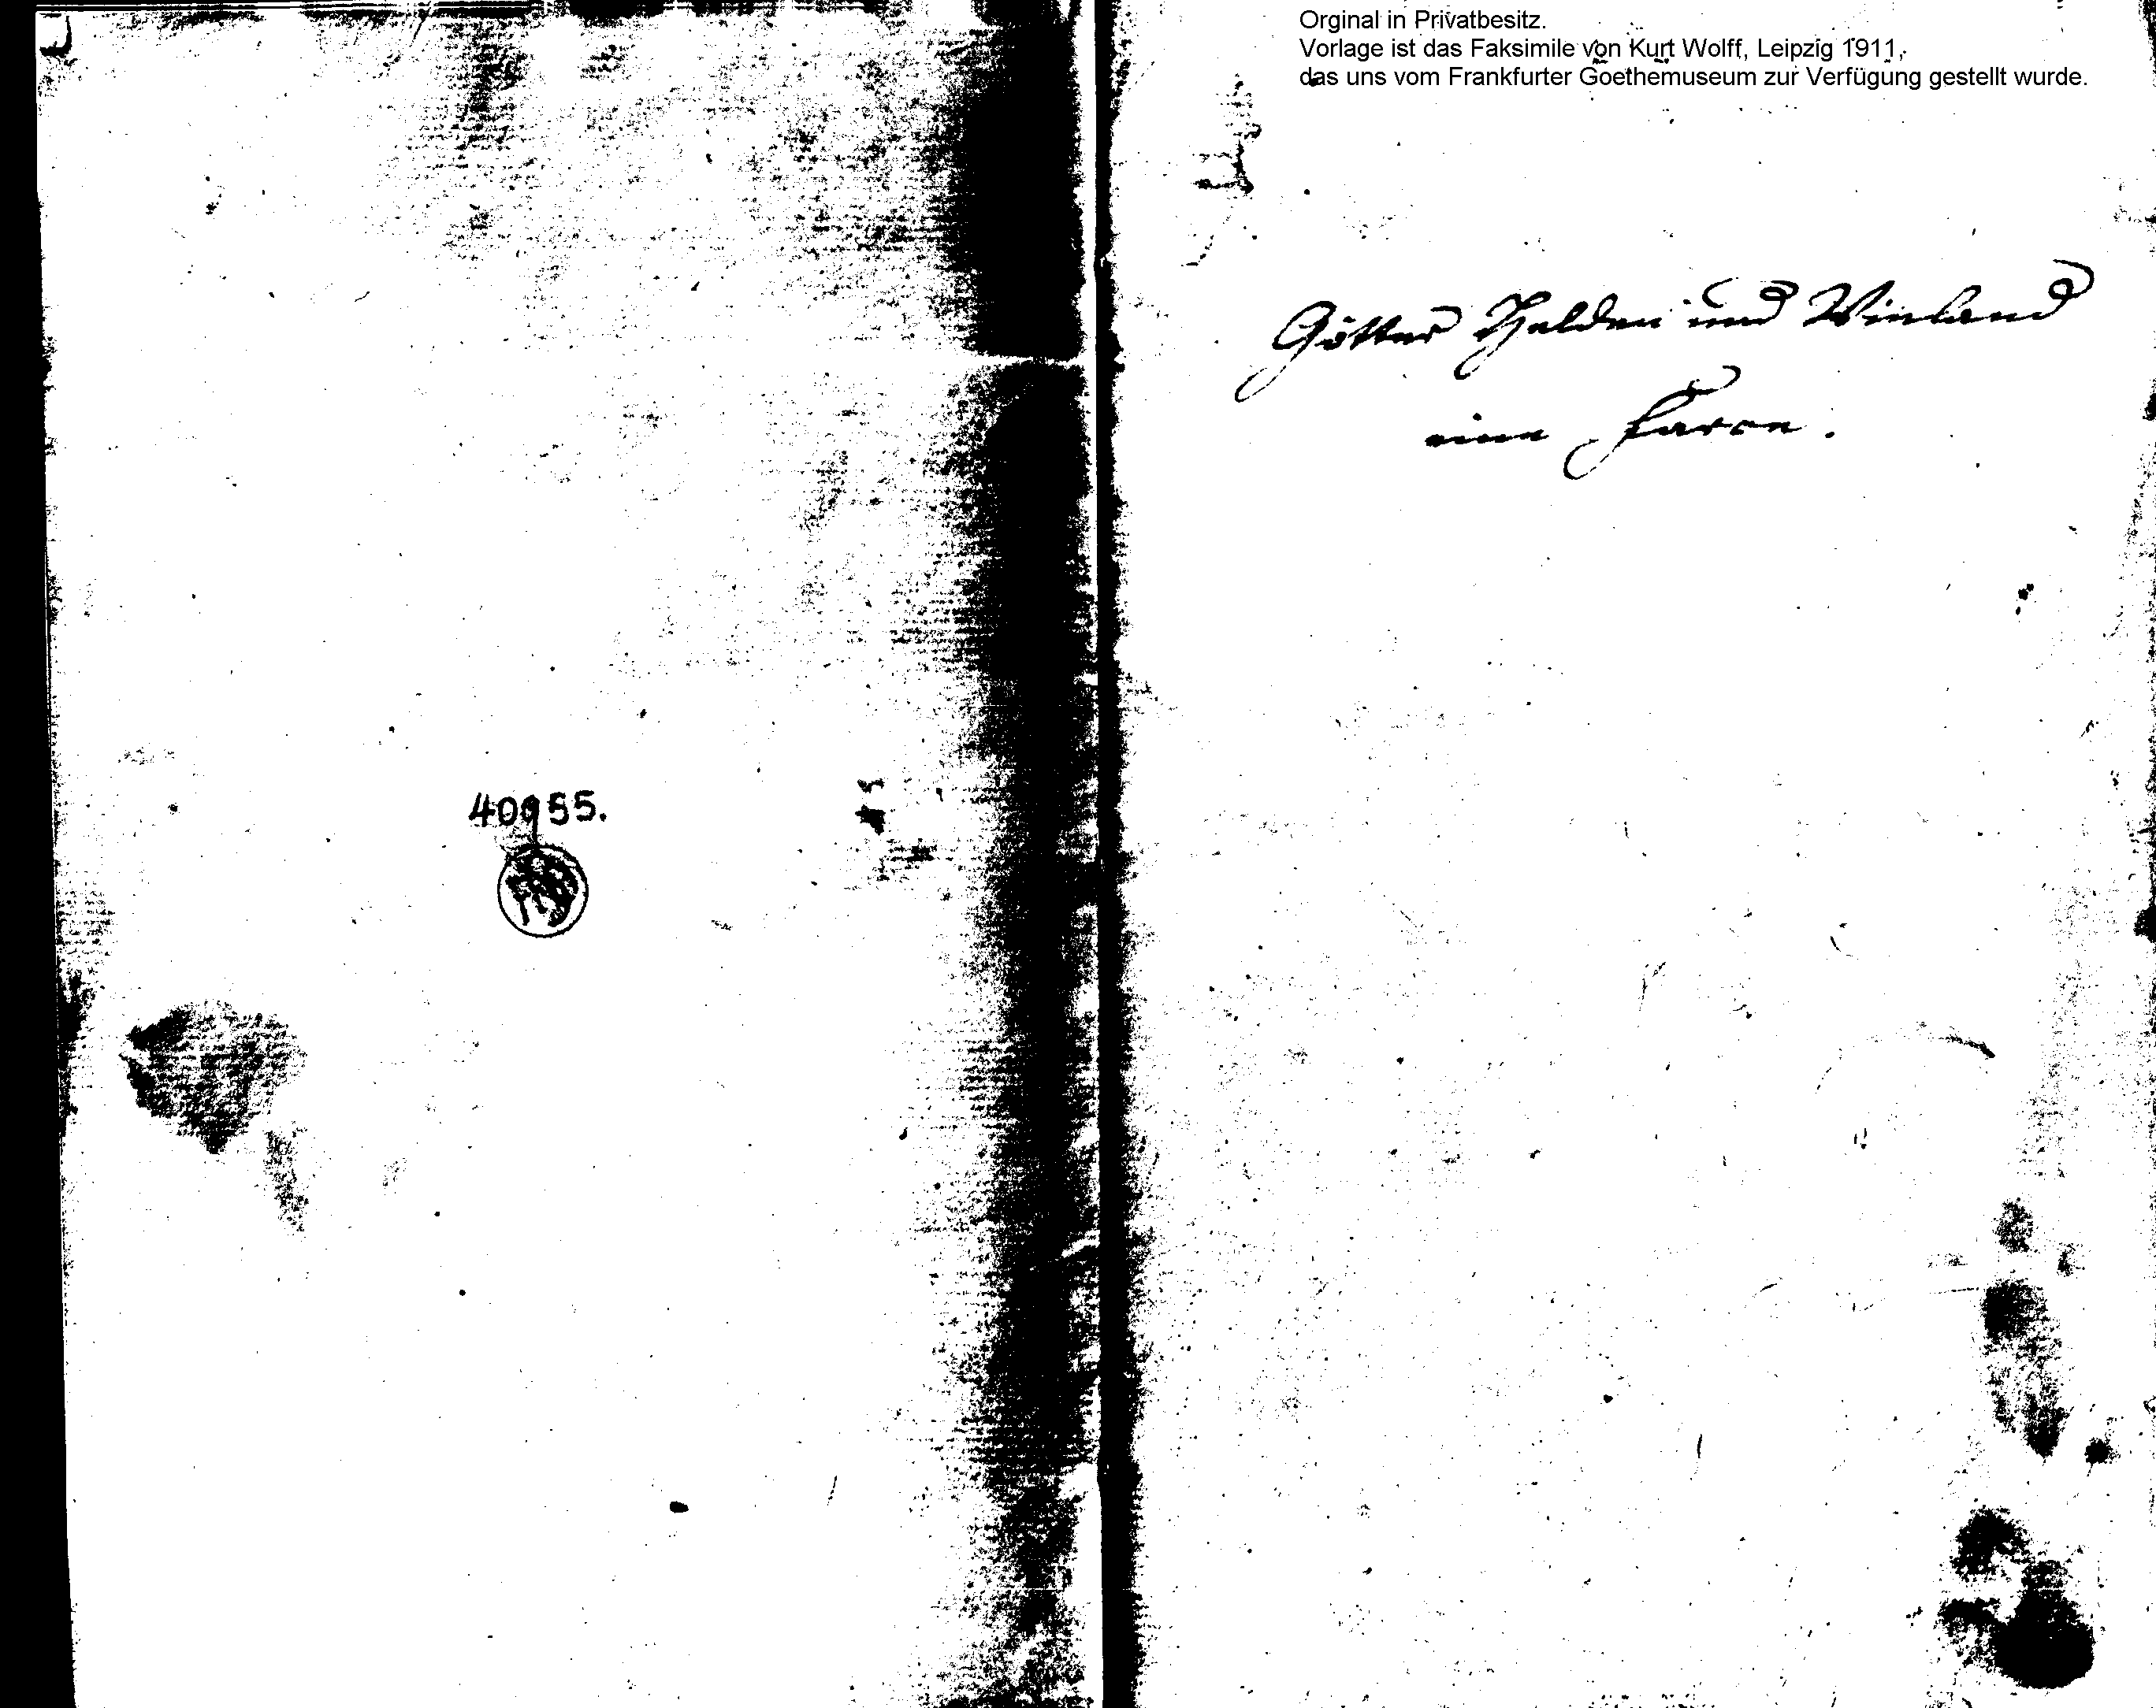 Orginal in Privatbesitz.
Vorlage ist das Faksimile von Kurt Wolff, Leipzig 1911,
das uns vom Frankfurter Goethemuseum zur Verfügung gestellt wurde.
Götter Helden und Winland
eine Farce.
40955.